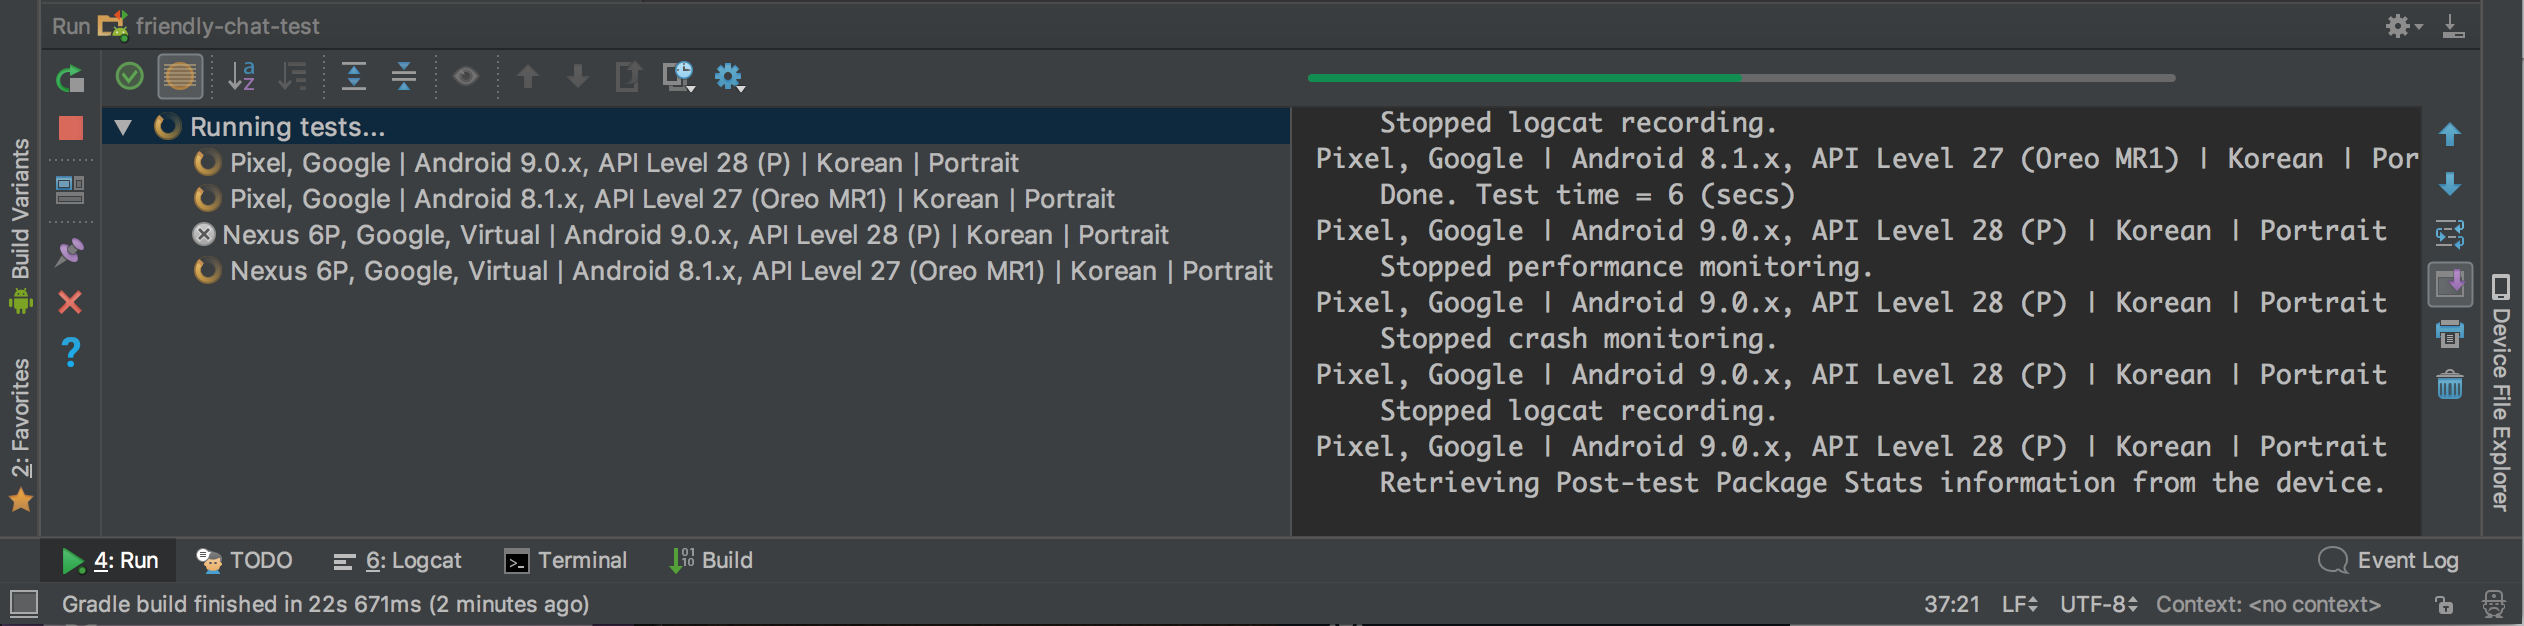 Run friendly-chat-test
Running tests...
Pixel, Google | Android 9.0.x, API Level 28 (P) | Korean | Portrait
Pixel, Google | Android 8.1.x, API Level 27 (Oreo MR1) | Korean | Portrait
Nexus 6P, Google, Virtual | Android 9.0.x, API Level 28 (P) | Korean | Portrait
Nexus 6P, Google, Virtual | Android 8.1.x, API Level 27 (Oreo MR1) | Korean | Portrait
Stopped logcat recording.
Pixel, Google | Android 8.1.x, API Level 27 (Oreo MR1) | Korean | Por
Done. Test time = 6 (secs)
Pixel, Google | Android 9.0.x, API Level 28 (P) | Korean | Portrait
Stopped performance monitoring.
Pixel, Google | Android 9.0.x, API Level 28 (P) | Korean | Portrait
Stopped crash monitoring.
Pixel, Google | Android 9.0.x, API Level 28 (P) | Korean | Portrait
Stopped logcat recording.
Pixel, Google | Android 9.0.x, API Level 28 (P) | Korean | Portrait
Retrieving Post-test Package Stats information from the device.
Build Variants
2: Favorites
Device File Explorer
4: Run TODO 6: Logcat Terminal Build Event Log
Gradle build finished in 22s 671ms (2 minutes ago) 37:21 LF UTF-8 Context: <no context>